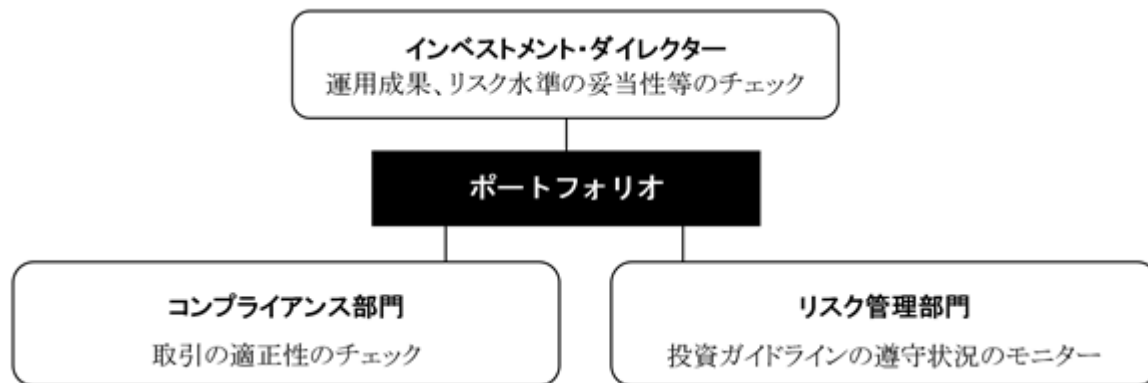 インベストメント・ダイレクター
運用成果、リスク水準の妥当性等のチェック
ポートフォリオ
コンプライアンス部門
取引の適正性のチェック
リスク管理部門
投資ガイドラインの遵守状況のモニター